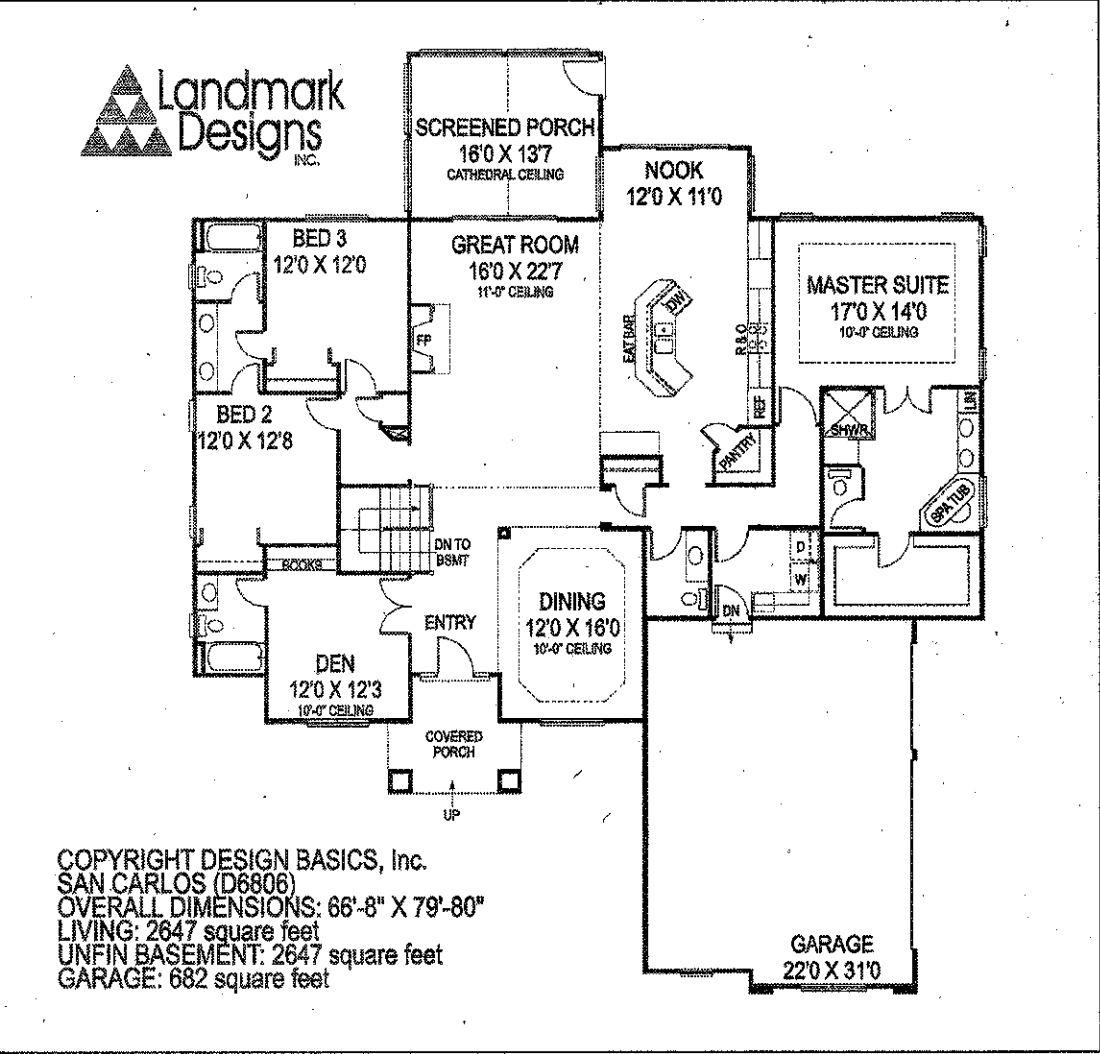 Landmark
Designs
INC.
SCREENED PORCH
16'0 X 13'7
CATHEDRAL CEILING
NOOK
12'0 X 11'0
BED 3
12'0 X 12'0
GREAT ROOM
16'0 X 22'7
11'-0" CEILING
MASTER SUITE
17'0 X 14'0
10'-0" CEILING
DW
EAT BAR
R & O
FP
REF
LIN
BED 2
12'0 X 12'8
SHWR
PANTRY
SPA TUB
DN TO
BSMT
BOOKS
D
W
DN
DINING
12'0 X 16'0
10'-0" CEILING
ENTRY
DEN
12'0 X 12'3
10'-0" CEILING
COVERED
PORCH
UP
COPYRIGHT DESIGN BASICS, Inc.
SAN CARLOS (D6806)
OVERALL DIMENSIONS: 66'-8" X 79'-80"
LIVING: 2647 square feet
UNFIN BASEMENT: 2647 square feet
GARAGE: 682 square feet
GARAGE
22'0 X 31'0